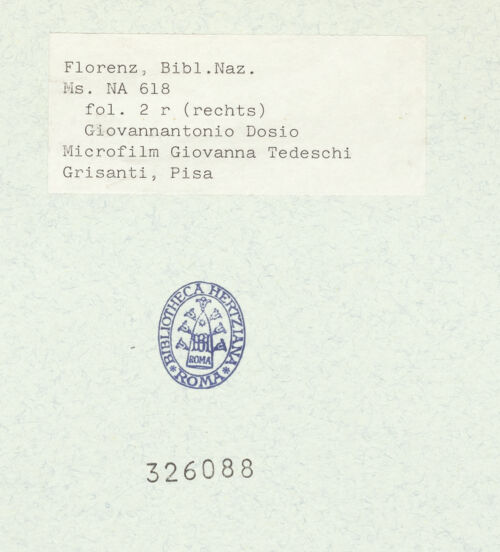 Florenz, Bibl.Naz.
Ms. NA 618
fol. 2 r (rechts)
Giovannantonio Dosio
Microfilm Giovanna Tedeschi
Grisanti, Pisa
BIBLIOTHECA HERTZIANA
ROMA
* ROMA *
326088